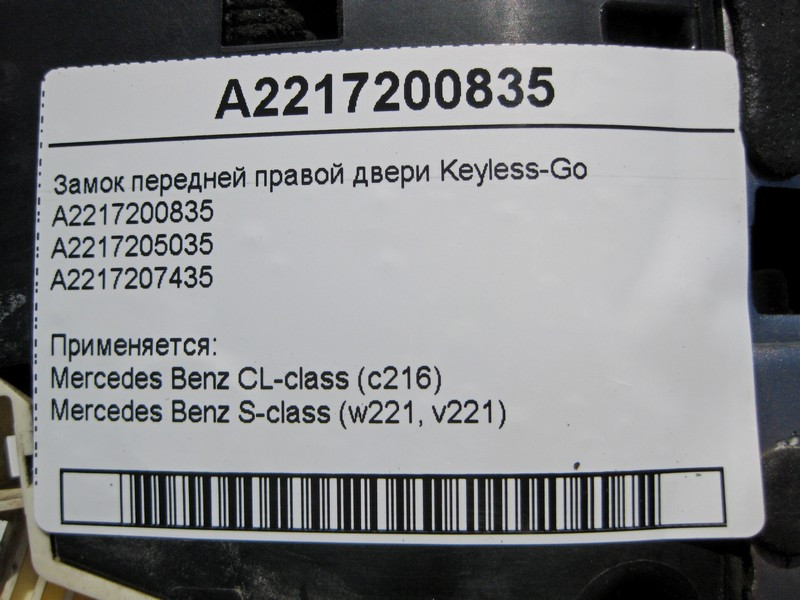 A2217200835
Замок передней правой двери Keyless-Go
A2217200835
A2217205035
A2217207435
Применяется:
Mercedes Benz CL-class (c216)
Mercedes Benz S-class (w221, v221)